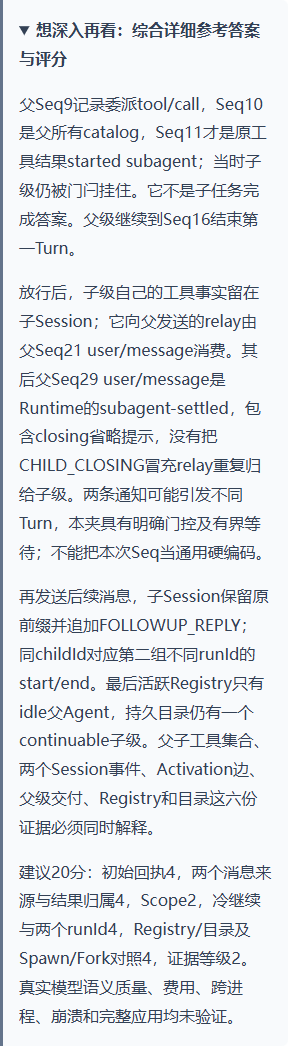 ▼ 想深入再看：综合详细参考答案
与评分
父Seq9记录委派tool/call，Seq10
是父所有catalog，Seq11才是原工
具结果started subagent；当时子
级仍被门闩挂住。它不是子任务完
成答案。父级继续到Seq16结束第
一Turn。
放行后，子级自己的工具事实留在
子Session；它向父发送的relay由
父Seq21 user/message消费。其
后父Seq29 user/message是
Runtime的subagent-settled，包
含closing省略提示，没有把
CHILD_CLOSING冒充relay重复归
给子级。两条通知可能引发不同
Turn，本夹具有明确门控及有界等
待；不能把本次Seq当通用硬编码。
再发送后续消息，子Session保留原
前缀并追加FOLLOWUP_REPLY；
同childId对应第二组不同runId的
start/end。最后活跃Registry只有
idle父Agent，持久目录仍有一个
continuable子级。父子工具集合、
两个Session事件、Activation边、
父级交付、Registry和目录这六份
证据必须同时解释。
建议20分：初始回执4，两个消息来
源与结果归属4，Scope2，冷继续
与两个runId4，Registry/目录及
Spawn/Fork对照4，证据等级2。
真实模型语义质量、费用、跨进
程、崩溃和完整应用均未验证。